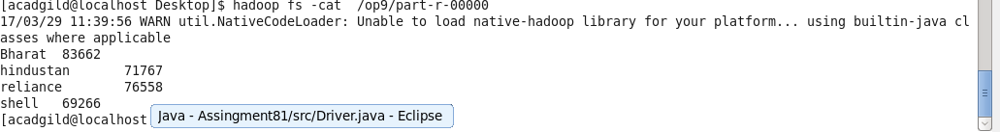 [acadgild@localhost Desktop]$ hadoop fs -cat  /op9/part-r-00000
17/03/29 11:39:56 WARN util.NativeCodeLoader: Unable to load native-hadoop library for your platform... using builtin-java cl
asses where applicable
Bharat  83662
hindustan       71767
reliance        76558
shell   69266
[acadgild@localhost
Java - Assingment81/src/Driver.java - Eclipse